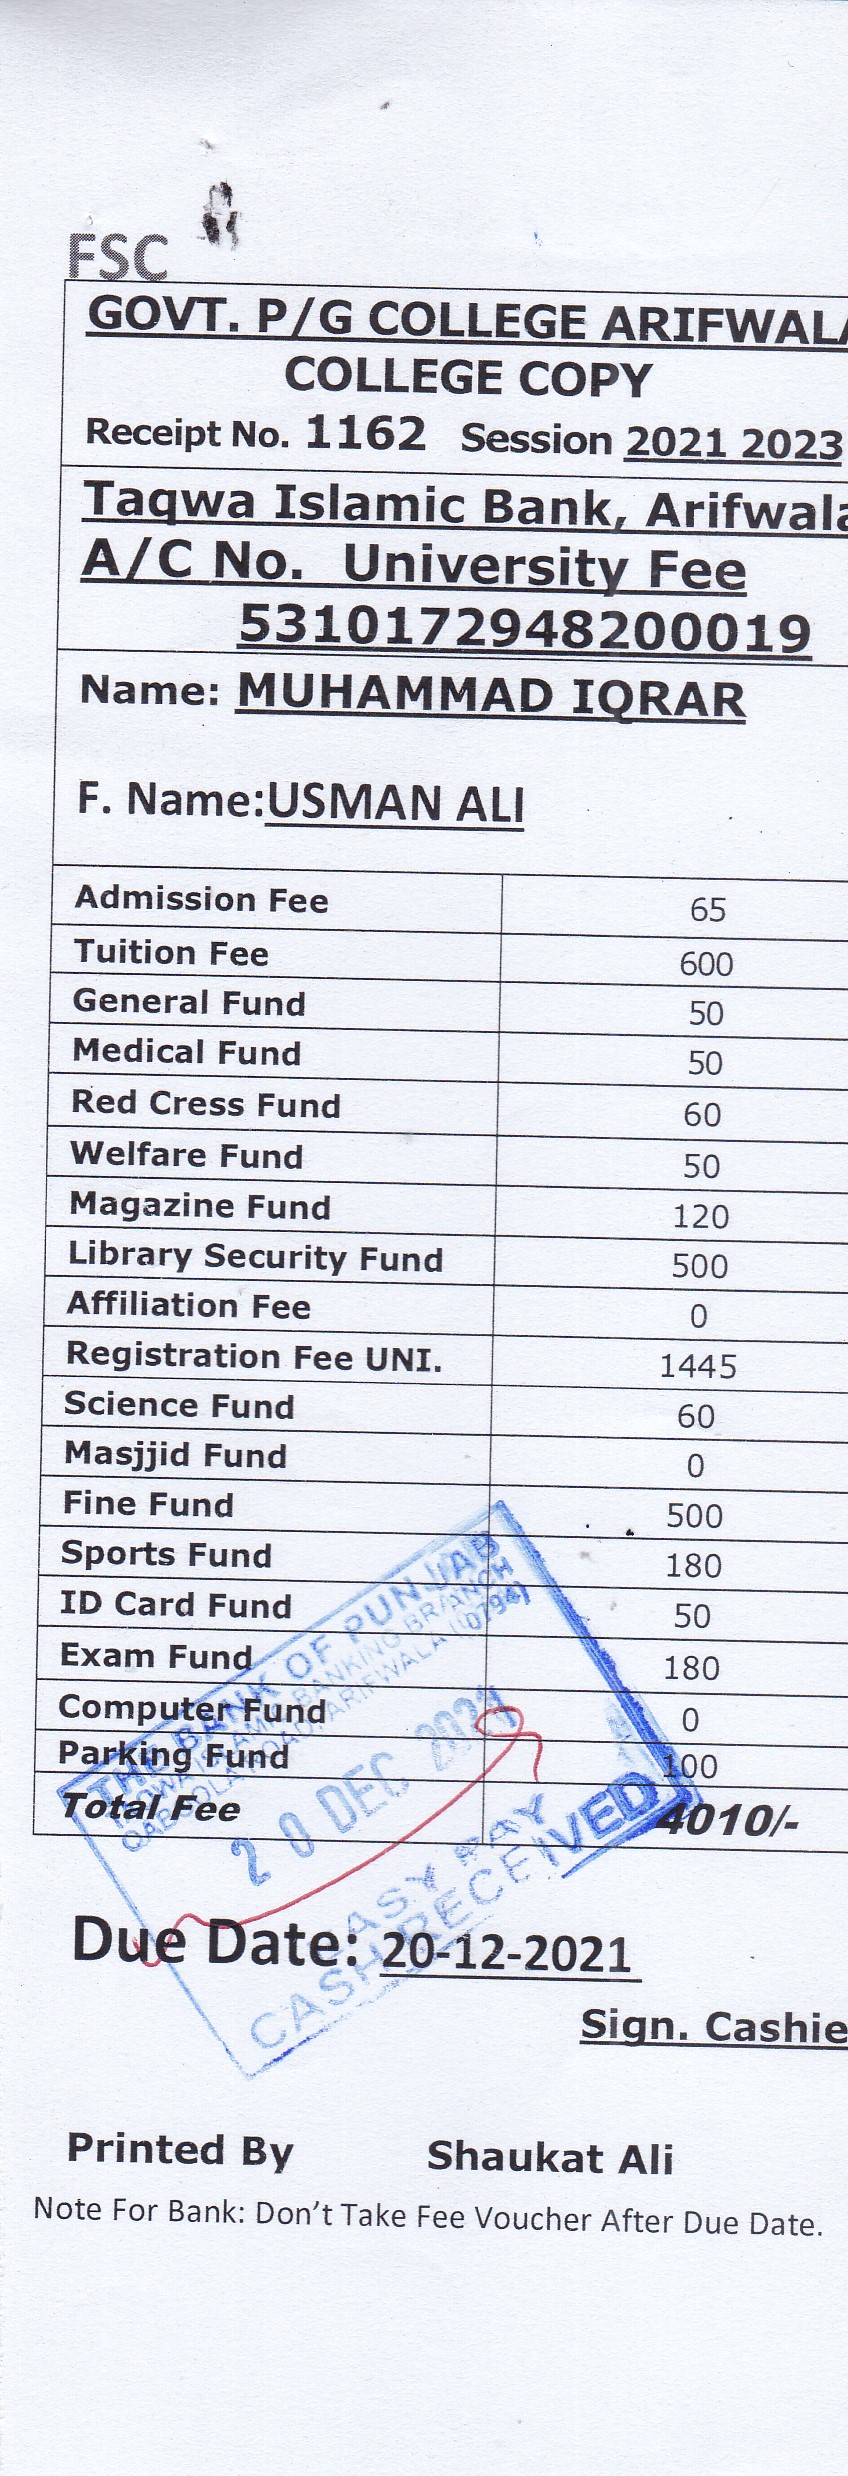 FSC
GOVT. P/G COLLEGE ARIFWALA
COLLEGE COPY
Receipt No. 1162 Session 2021 2023
Taqwa Islamic Bank, Arifwala
A/C No. University Fee
5310172948200019
Name: MUHAMMAD IQRAR
F. Name:USMAN ALI
Admission Fee 65
Tuition Fee 600
General Fund 50
Medical Fund 50
Red Cress Fund 60
Welfare Fund 50
Magazine Fund 120
Library Security Fund 500
Affiliation Fee 0
Registration Fee UNI. 1445
Science Fund 60
Masjjid Fund 0
Fine Fund 500
Sports Fund 180
ID Card Fund 50
Exam Fund 180
Computer Fund 0
Parking Fund 100
Total Fee 4010/-
THE BANK OF PUNJAB
TAQWA ISLAMIC BANKING BRANCH
QABOOLA ROAD, ARIFWALA (0794)
20 DEC 2021
EASY PAY
CASH RECEIVED
Due Date: 20-12-2021
Sign. Cashie
Printed By Shaukat Ali
Note For Bank: Don't Take Fee Voucher After Due Date.